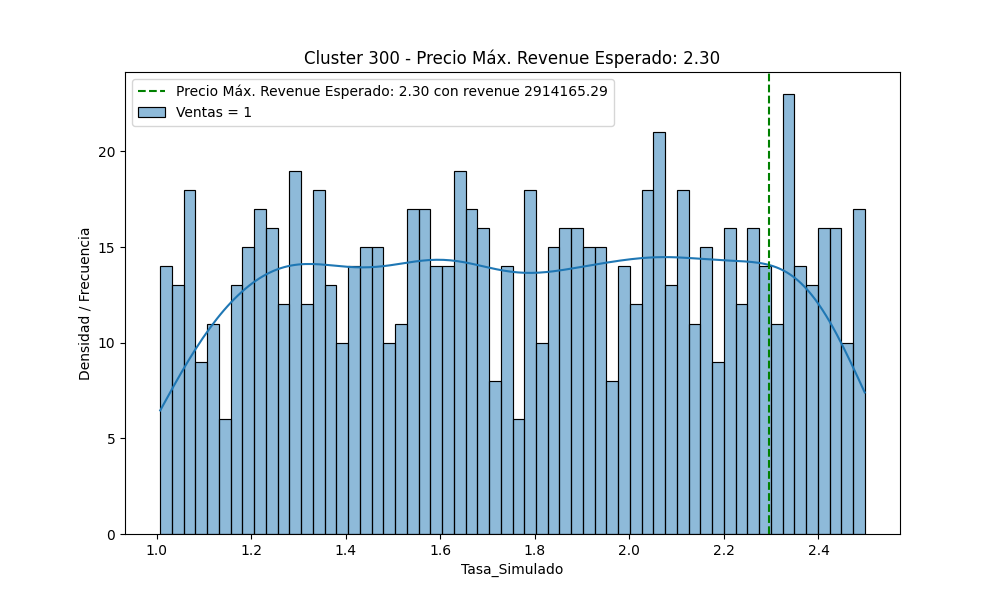 Cluster 300 - Precio Máx. Revenue Esperado: 2.30
Precio Máx. Revenue Esperado: 2.30 con revenue 2914165.29
Ventas = 1
Densidad / Frecuencia
20
15
10
5
0
1.0 1.2 1.4 1.6 1.8 2.0 2.2 2.4
Tasa_Simulado